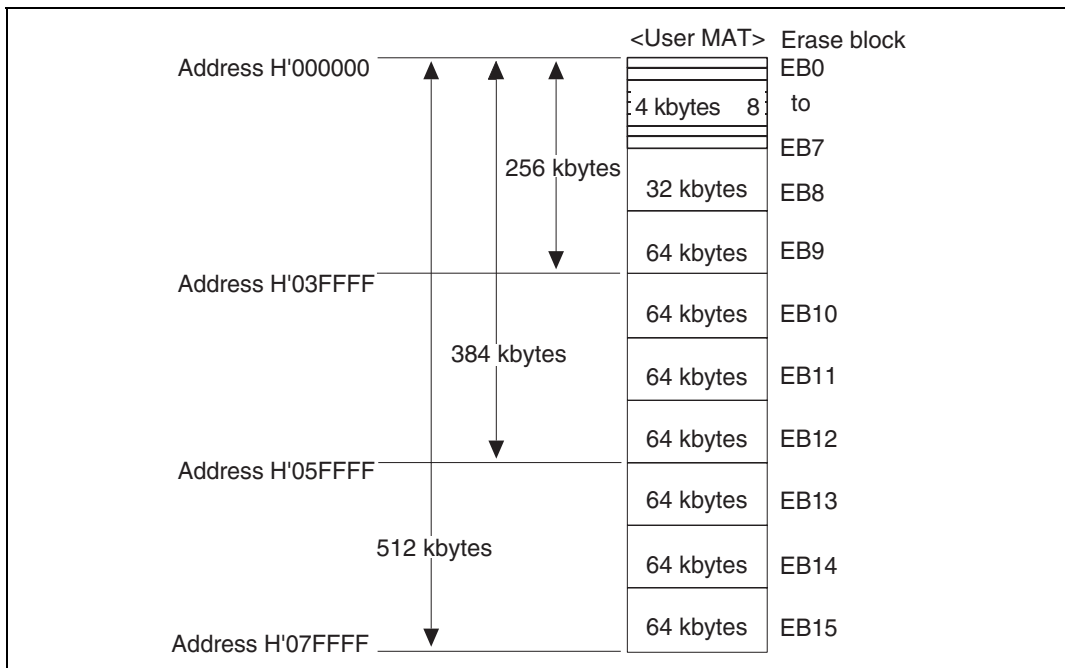 <User MAT> Erase block
Address H'000000
EB0
4 kbytes 8
to
EB7
256 kbytes
32 kbytes
EB8
64 kbytes
EB9
Address H'03FFFF
64 kbytes
EB10
384 kbytes
64 kbytes
EB11
64 kbytes
EB12
Address H'05FFFF
64 kbytes
EB13
512 kbytes
64 kbytes
EB14
64 kbytes
EB15
Address H'07FFFF